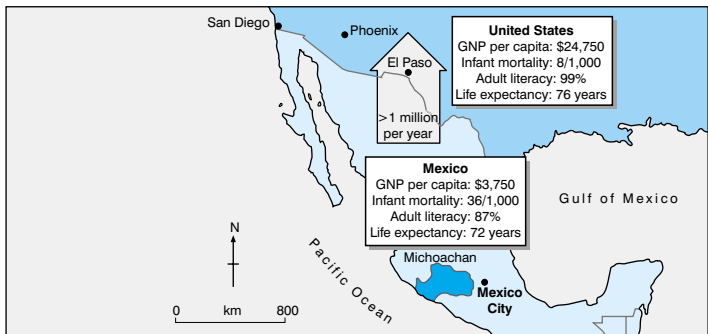 San Diego
Phoenix
El Paso
>1 million
per year
United States
GNP per capita: $24,750
Infant mortality: 8/1,000
Adult literacy: 99%
Life expectancy: 76 years
Mexico
GNP per capita: $3,750
Infant mortality: 36/1,000
Adult literacy: 87%
Life expectancy: 72 years
Gulf of Mexico
N
Pacific Ocean
Michoachan
Mexico
City
0 km 800